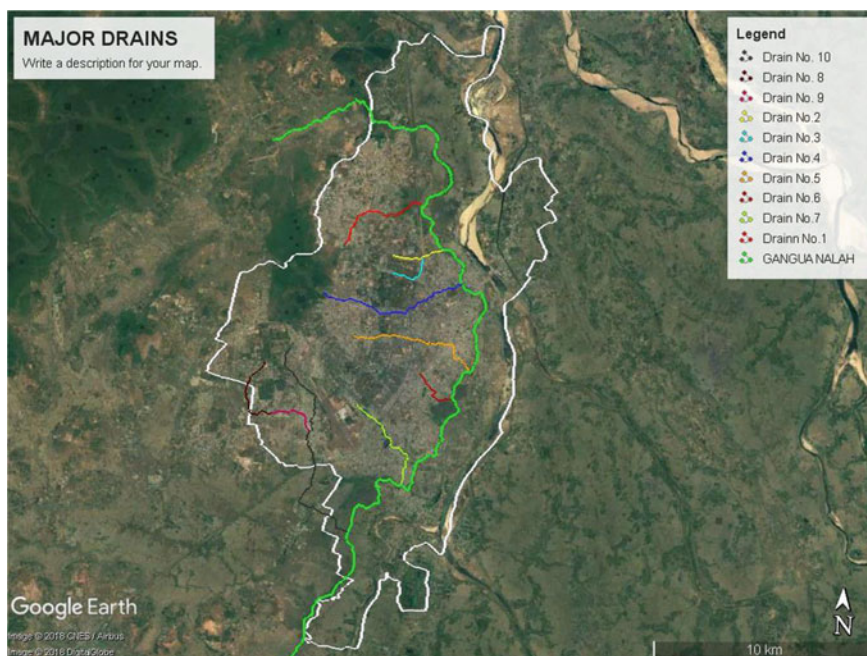 MAJOR DRAINS
Write a description for your map.
Legend
Drain No. 10
Drain No. 8
Drain No. 9
Drain No.2
Drain No.3
Drain No.4
Drain No.5
Drain No.6
Drain No.7
Drainn No.1
GANGUA NALAH
Google Earth
Image © 2018 CNES / Airbus
Image © 2018 DigitalGlobe
N
10 km